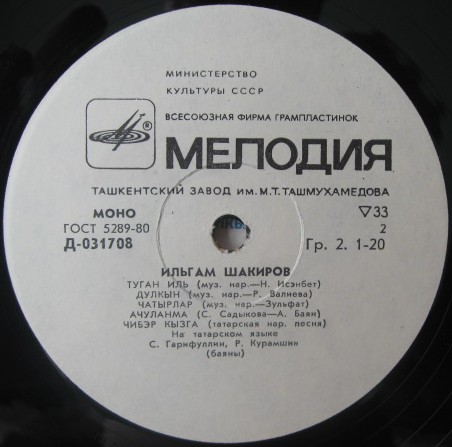 МИНИСТЕРСТВО
КУЛЬТУРЫ СССР
ВСЕСОЮЗНАЯ ФИРМА ГРАМПЛАСТИНОК
®
МЕЛОДИЯ
ТАШКЕНТСКИЙ ЗАВОД ИМ. М.Т. ТАШМУХАМЕДОВА
МОНО
ГОСТ 5289-80
Д-031708
▽33
2
Гр. 2. 1-20
ИЛЬГАМ ШАКИРОВ
ТУГАН ИЛЬ (муз. нар.—Н. Исэнбет)
ДУЛКЫН (муз. нар.—Р. Валиева)
ЧАТЫРЛАР (муз. нар.—Зульфат)
АЧУЛАНМА (С. Садыкова—А. Баян)
ЧИБЭР КЫЗГА (татарская нар. песня)
На татарском языке
С. Гарифуллин, Р. Курамшин
(баяны)